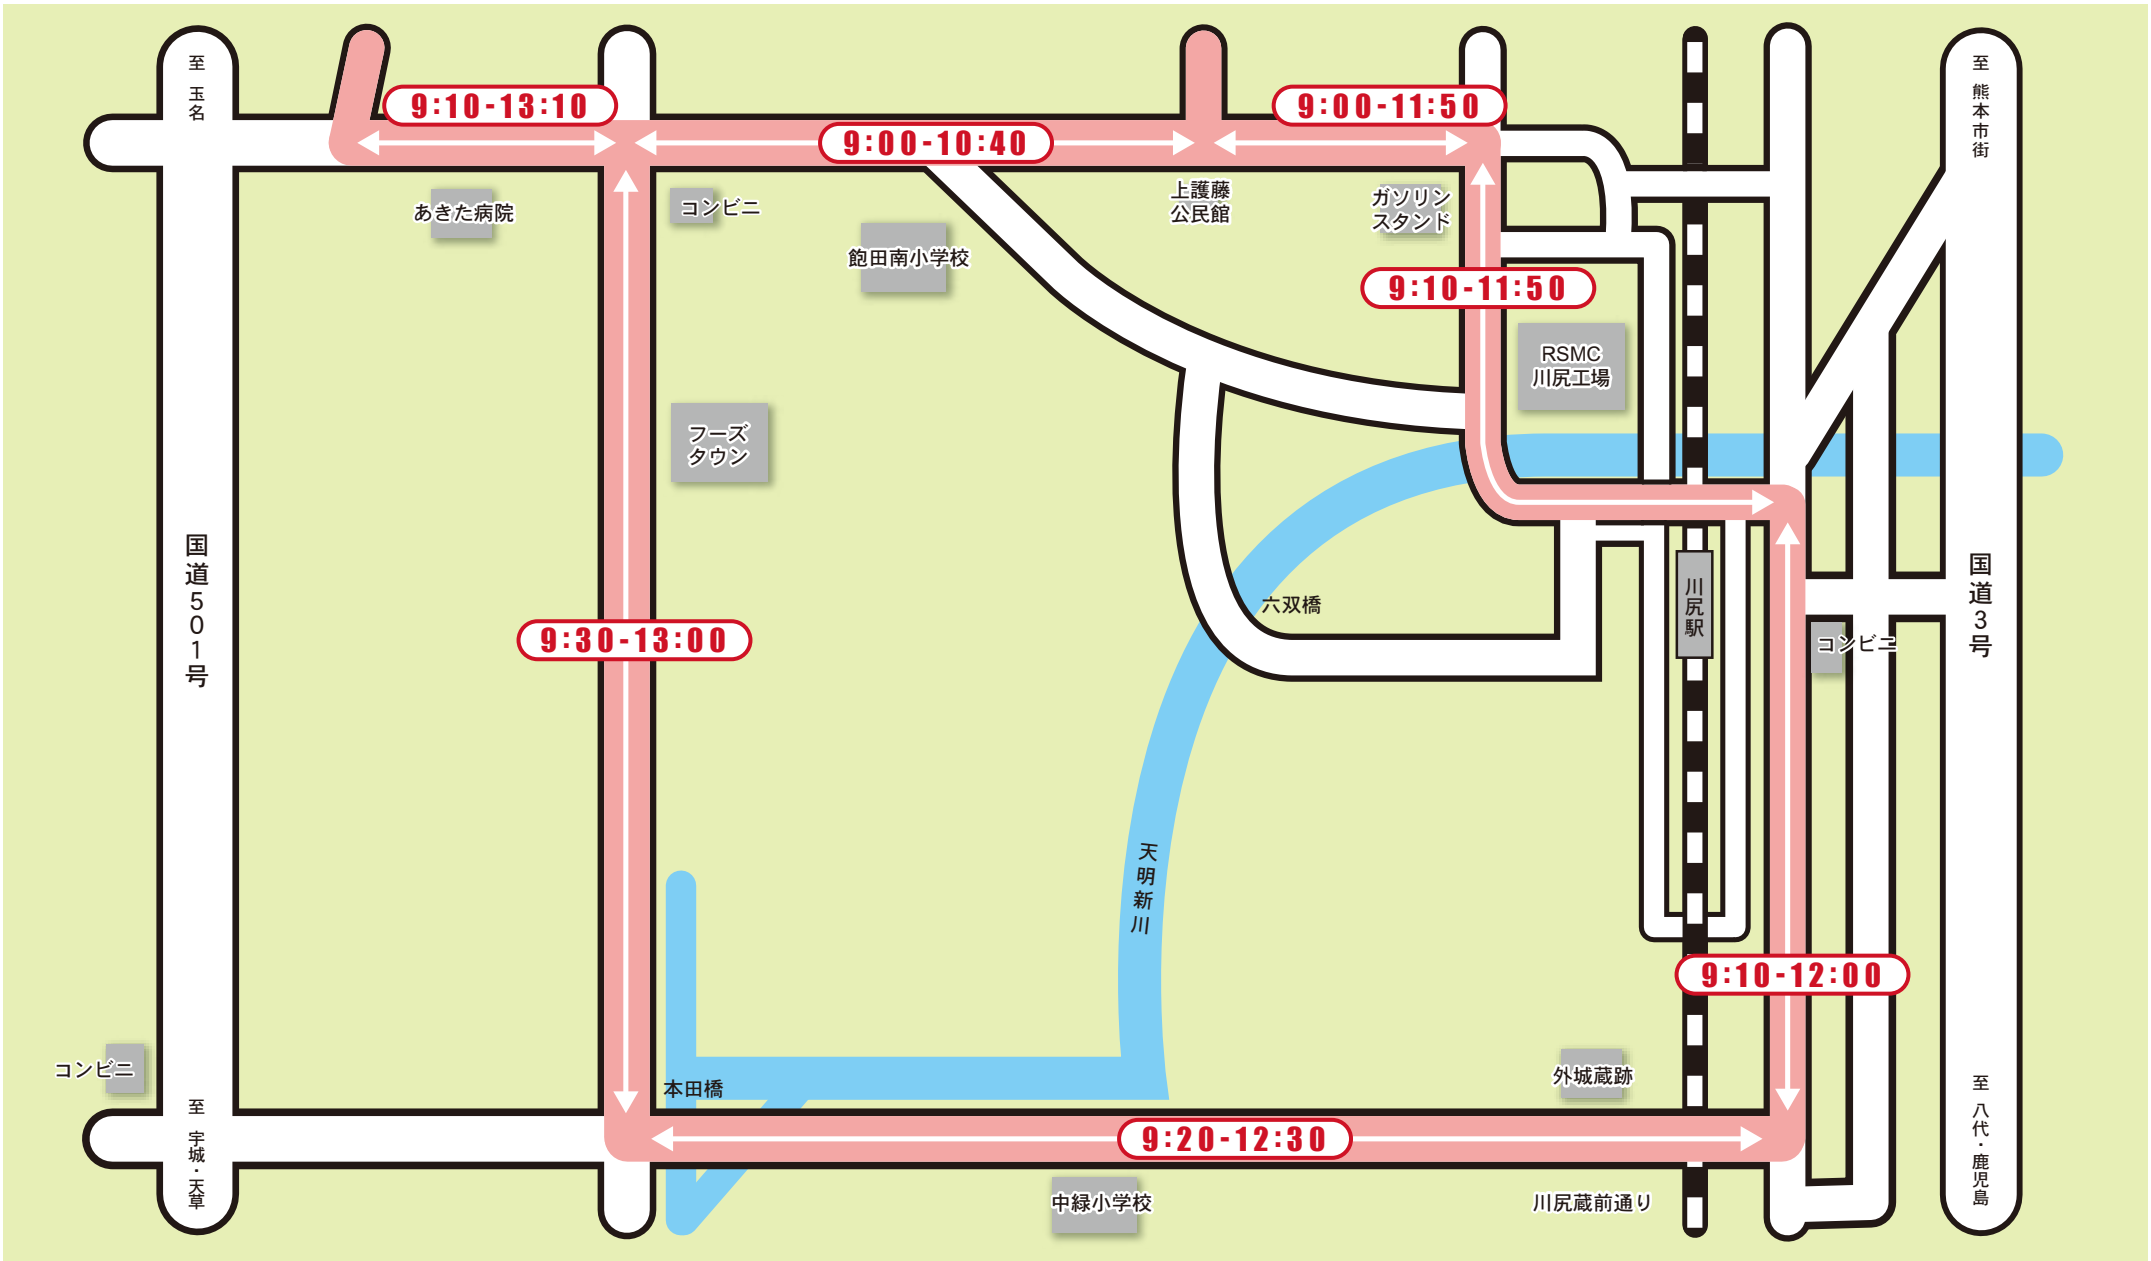 至 玉名
至 熊本市街
9:10-13:10
9:00-11:50
9:00-10:40
あきた病院
コンビニ
上護藤
公民館
ガソリン
スタンド
飽田南小学校
9:10-11:50
RSMC
川尻工場
フーズ
タウン
国道501号
国道3号
六双橋
川尻駅
9:30-13:00
コンビニ
天明新川
9:10-12:00
コンビニ
本田橋
外城蔵跡
至 宇城・天草
至 八代・鹿児島
9:20-12:30
中緑小学校
川尻蔵前通り